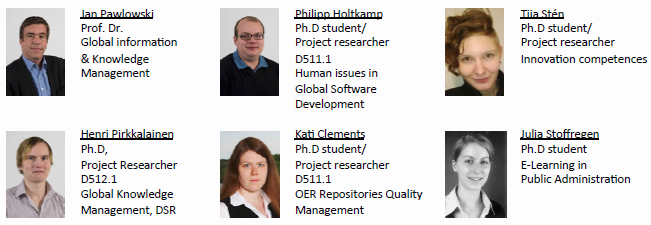 Jan Pawlowski
Prof. Dr.
Global information
& Knowledge
Management
Philipp Holtkamp
Ph.D student/
Project researcher
D511.1
Human issues in
Global Software
Development
Tiia Stén
Ph.D student/
Project researcher
Innovation competences
Henri Pirkkalainen
Ph.D,
Project Researcher
D512.1
Global Knowledge
Management, DSR
Kati Clements
Ph.D student/
Project researcher
D511.1
OER Repositories Quality
Management
Julia Stoffregen
Ph.D student
E-Learning in
Public Administration